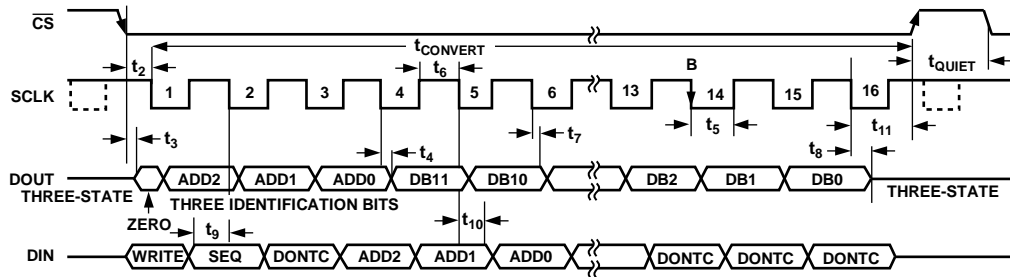 CS
tCONVERT
t2
t6
B
tQUIET
SCLK
1 2 3 4 5 6 13 14 15 16
t3
t7
t5
t11
t4
t8
DOUT
ADD2 ADD1 ADD0 DB11 DB10 DB2 DB1 DB0
THREE-STATE
THREE IDENTIFICATION BITS
THREE-STATE
ZERO
t9
t10
DIN
WRITE SEQ DONTC ADD2 ADD1 ADD0 DONTC DONTC DONTC